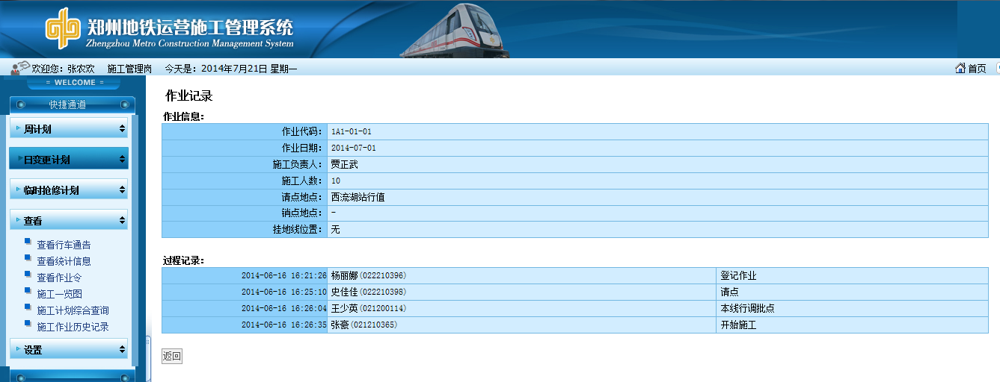 郑州地铁运营施工管理系统
Zhengzhou Metro Construction Management System
欢迎您：张农欢 施工管理岗 今天是：2014年7月21日 星期一 首页
= WELCOME =
快捷通道
周计划
日变更计划
临时抢修计划
查看
查看行车通告
查看统计信息
查看作业令
施工一览图
施工计划综合查询
施工作业历史记录
设置
作业记录
作业信息：
作业代码： 1A1-01-01
作业日期： 2014-07-01
施工负责人： 贾正武
施工人数： 10
请点地点： 西流湖站行值
销点地点： -
挂地线位置： 无
过程记录：
2014-06-16 16:21:26 杨丽娜(022210396) 登记作业
2014-06-16 16:25:10 史佳佳(022210398) 请点
2014-06-16 16:26:04 王少英(021200114) 本线行调批点
2014-06-16 16:26:35 张豪(021210365) 开始施工
返回